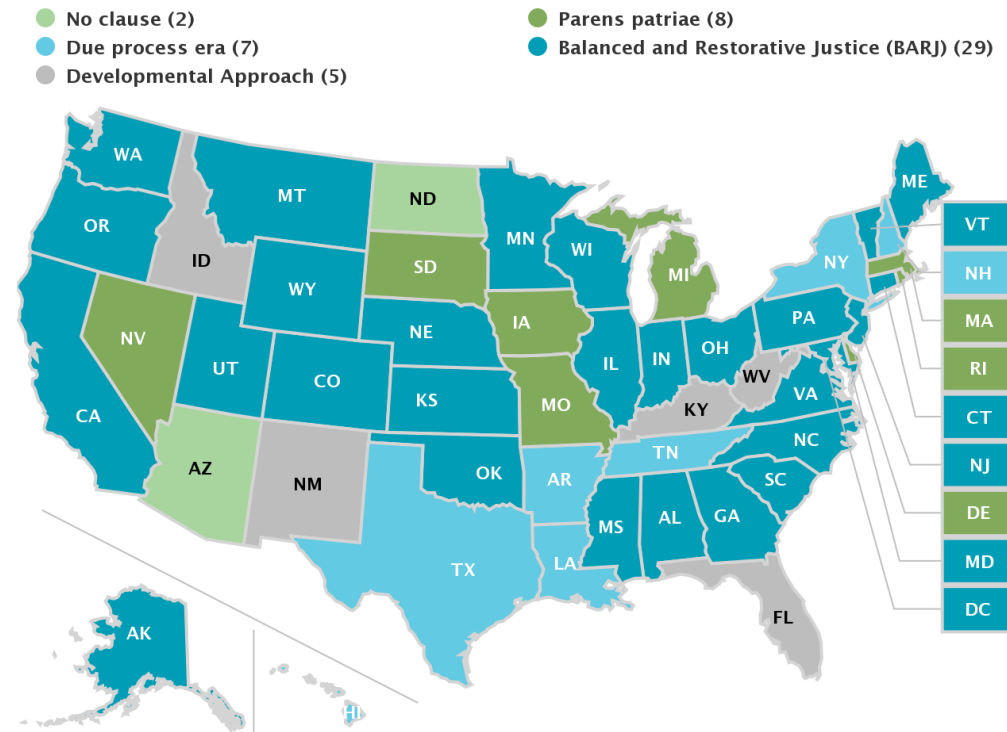 No clause (2)
Parens patriae (8)
Due process era (7)
Balanced and Restorative Justice (BARJ) (29)
Developmental Approach (5)
WA
MT
ND
MN
ME
OR
ID
WY
SD
WI
MI
NY
VT
NH
MA
RI
CT
NJ
DE
MD
DC
NV
UT
CO
NE
IA
IL
IN
OH
PA
WV
VA
CA
KS
MO
KY
NC
TN
AZ
NM
OK
AR
SC
MS
AL
GA
TX
LA
FL
AK
HI